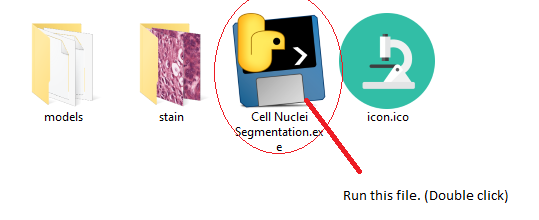 models
stain
Cell Nuclei
Segmentation.ex
e
icon.ico
Run this file. (Double click)